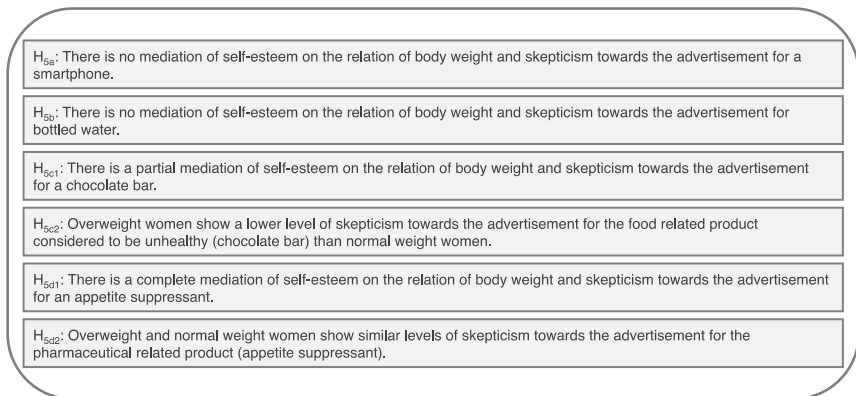 H5a: There is no mediation of self-esteem on the relation of body weight and skepticism towards the advertisement for a
smartphone.
H5b: There is no mediation of self-esteem on the relation of body weight and skepticism towards the advertisement for
bottled water.
H5c1: There is a partial mediation of self-esteem on the relation of body weight and skepticism towards the advertisement
for a chocolate bar.
H5c2: Overweight women show a lower level of skepticism towards the advertisement for the food related product
considered to be unhealthy (chocolate bar) than normal weight women.
H5d1: There is a complete mediation of self-esteem on the relation of body weight and skepticism towards the advertisement
for an appetite suppressant.
H5d2: Overweight and normal weight women show similar levels of skepticism towards the advertisement for the
pharmaceutical related product (appetite suppressant).